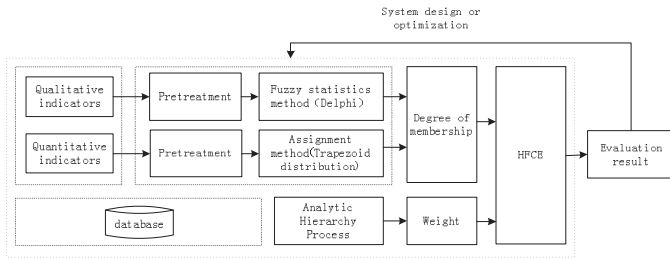 System design or
optimization
Qualitative
indicators
Pretreatment
Fuzzy statistics
method（Delphi）
Quantitative
indicators
Pretreatment
Assignment
method(Trapezoid
distribution)
Degree of
membership
HFCE
Evaluation
result
database
Analytic
Hierarchy
Process
Weight